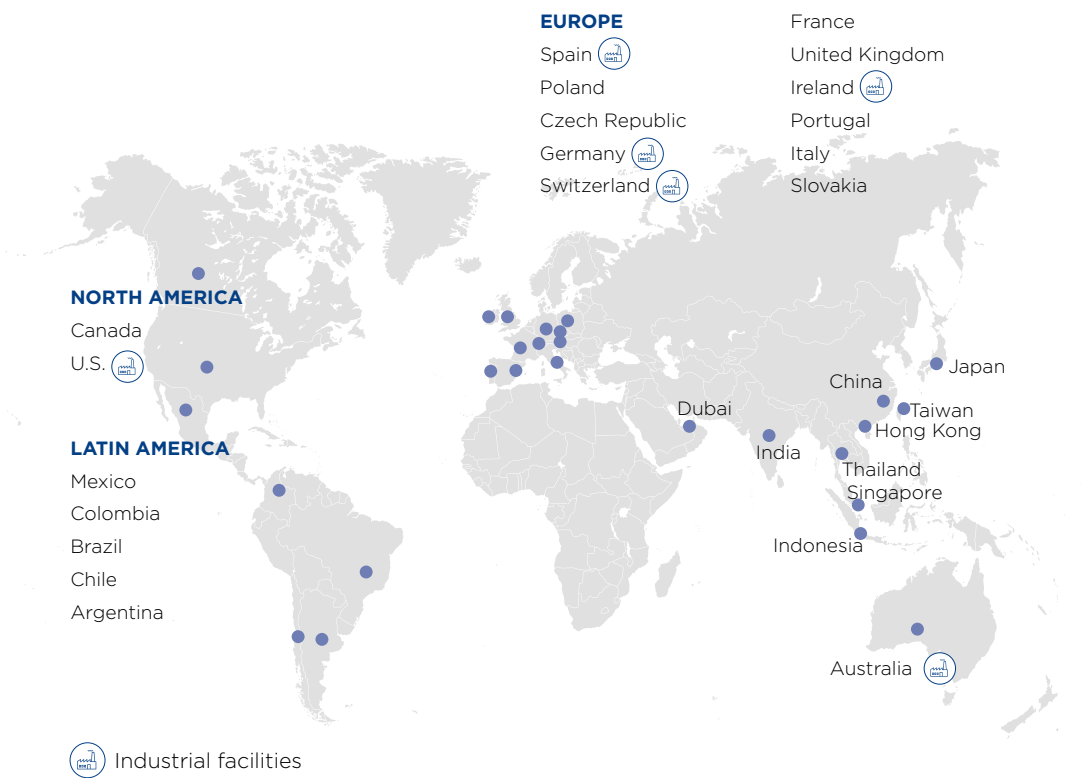 EUROPE
Spain
Poland
Czech Republic
Germany
Switzerland
France
United Kingdom
Ireland
Portugal
Italy
Slovakia
NORTH AMERICA
Canada
U.S.
LATIN AMERICA
Mexico
Colombia
Brazil
Chile
Argentina
Japan
China
Taiwan
Hong Kong
Dubai
India
Thailand
Singapore
Indonesia
Australia
Industrial facilities